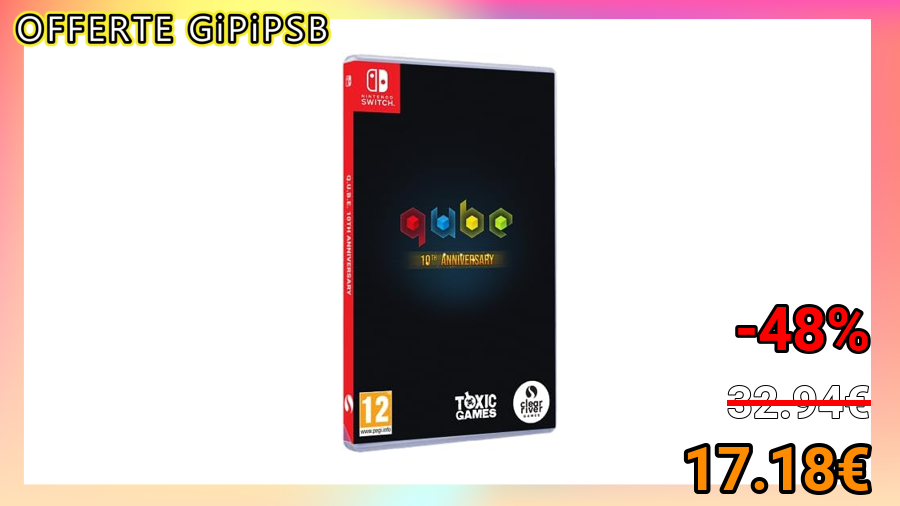 OFFERTE GiPiPSB
NINTENDO
SWITCH.
Q.U.B.E. 10TH ANNIVERSARY
qube
10TH ANNIVERSARY
12
www.pegi.info
TOXIC
GAMES
clear
river
GAMES
-48%
32.94€
17.18€